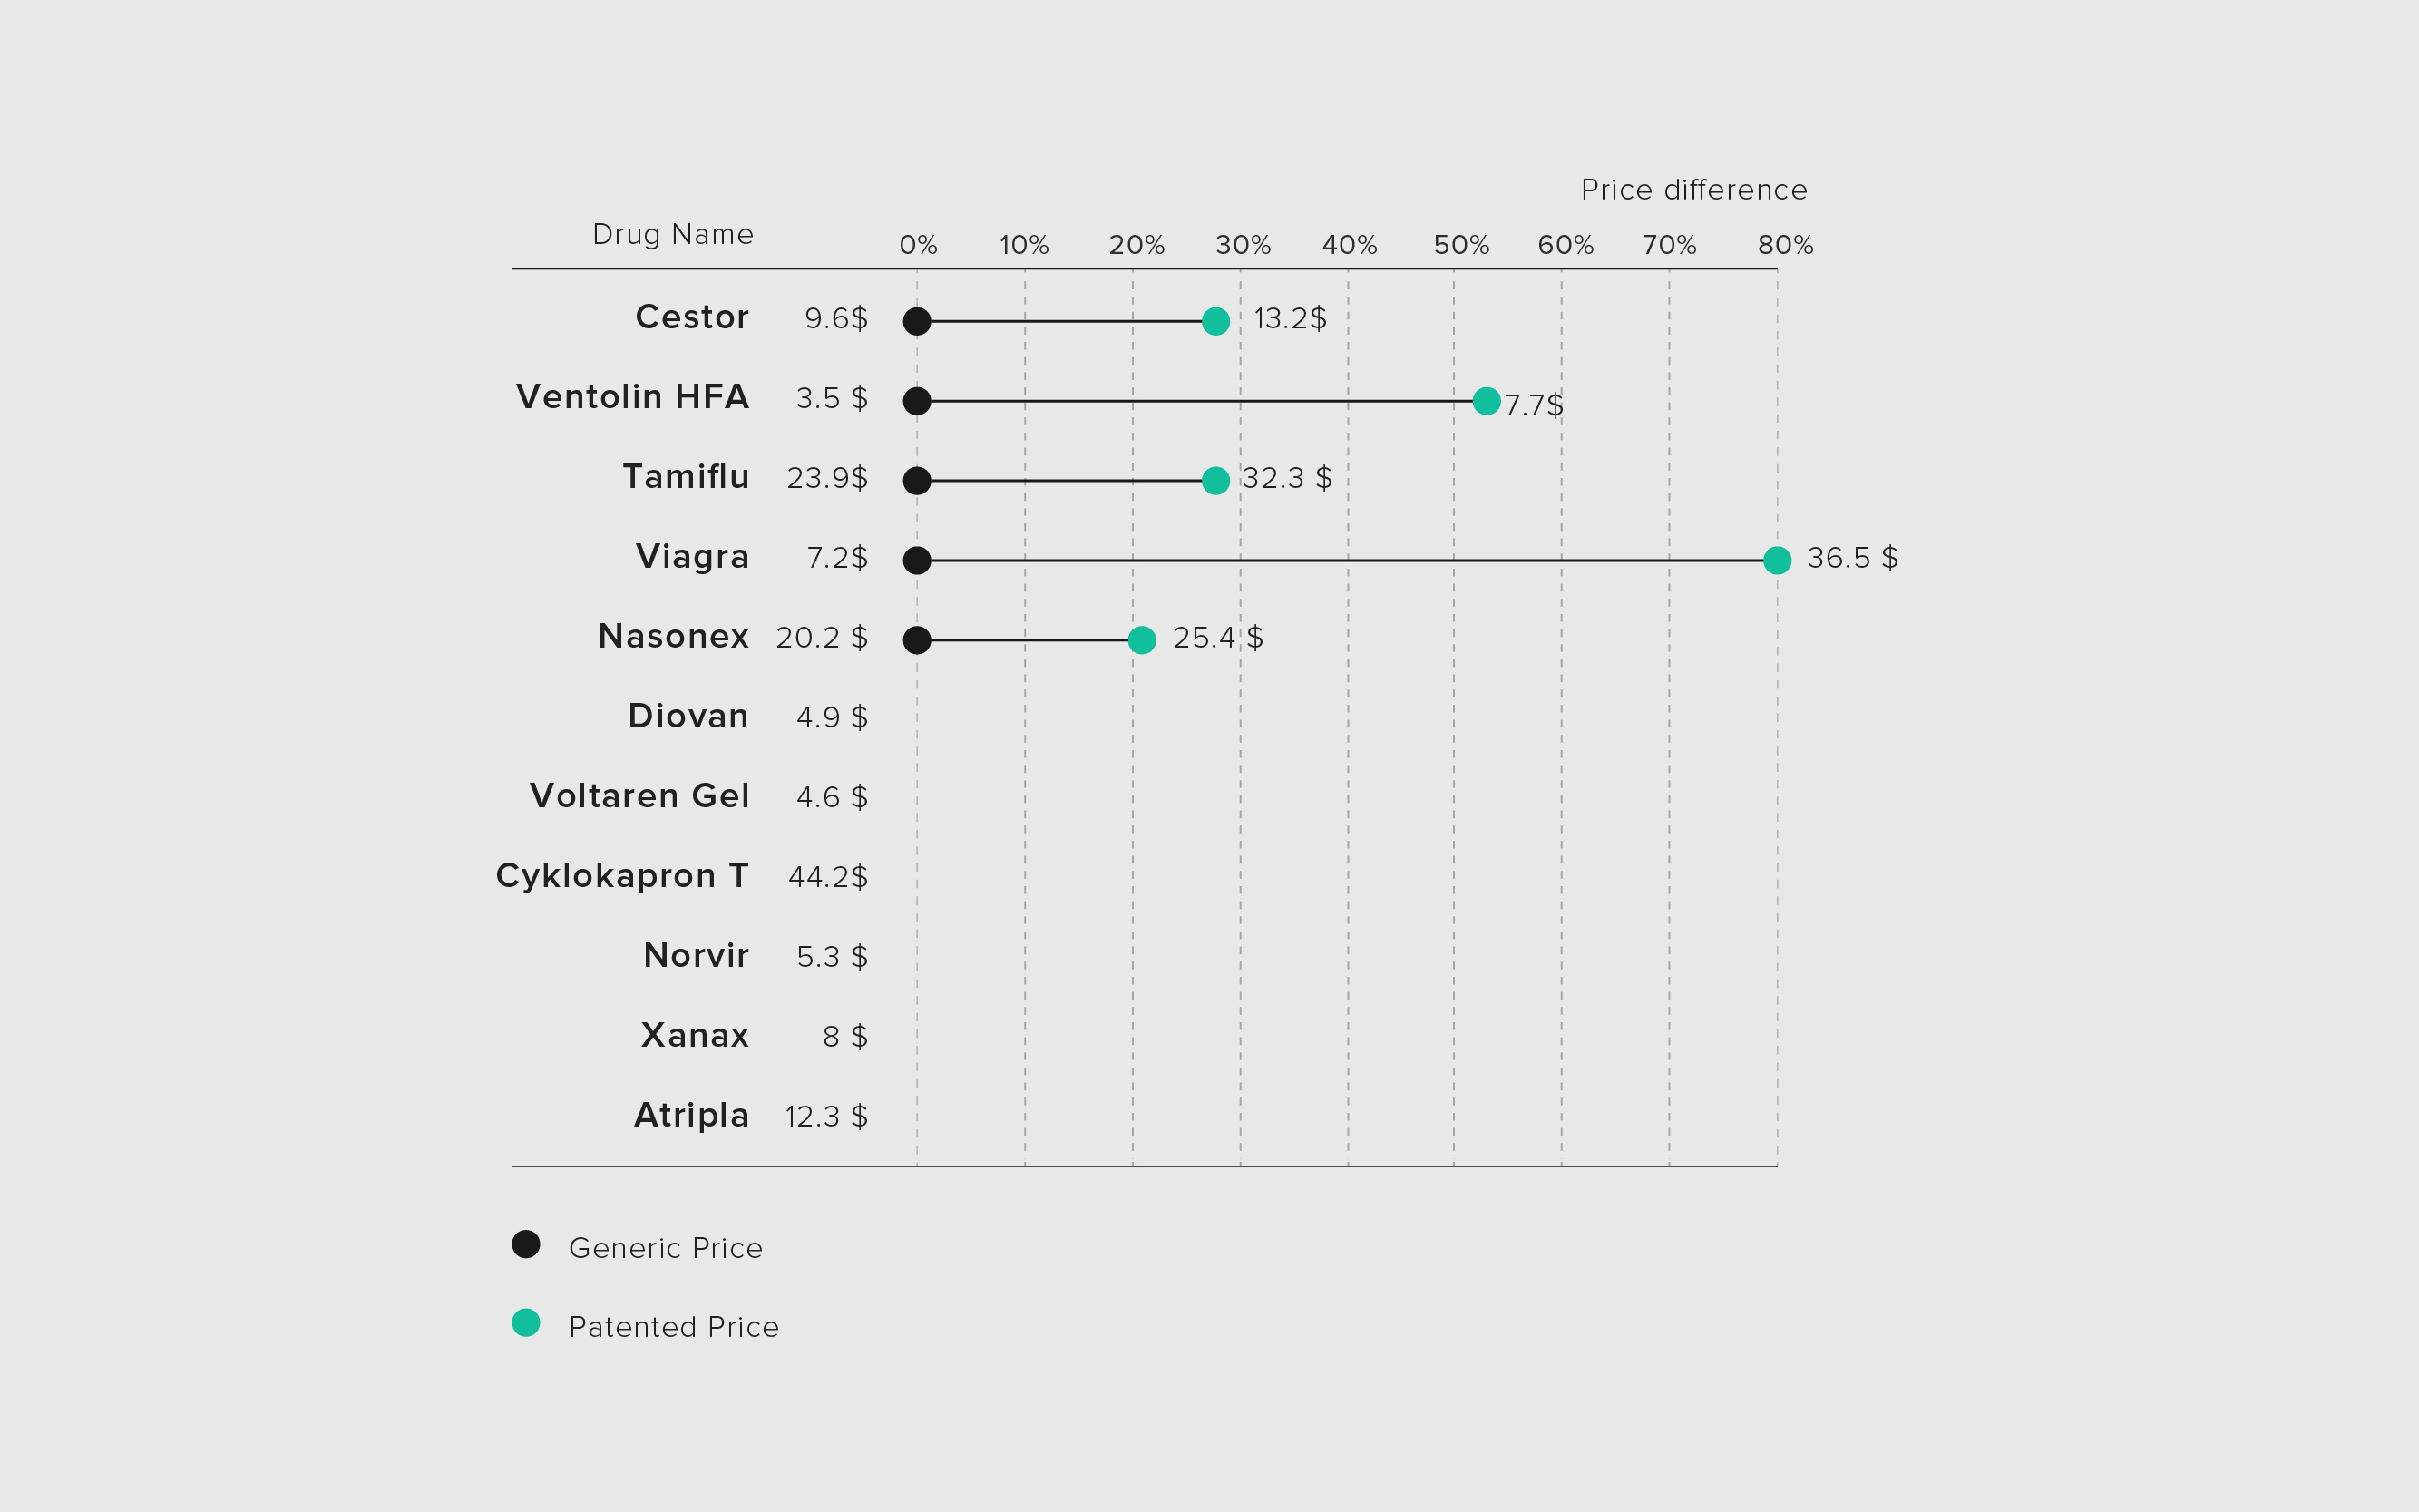 Price difference
Drug Name 0% 10% 20% 30% 40% 50% 60% 70% 80%
Cestor 9.6$ 13.2$
Ventolin HFA 3.5 $ 7.7$
Tamiflu 23.9$ 32.3 $
Viagra 7.2$ 36.5 $
Nasonex 20.2 $ 25.4 $
Diovan 4.9 $
Voltaren Gel 4.6 $
Cyklokapron T 44.2$
Norvir 5.3 $
Xanax 8 $
Atripla 12.3 $
Generic Price
Patented Price